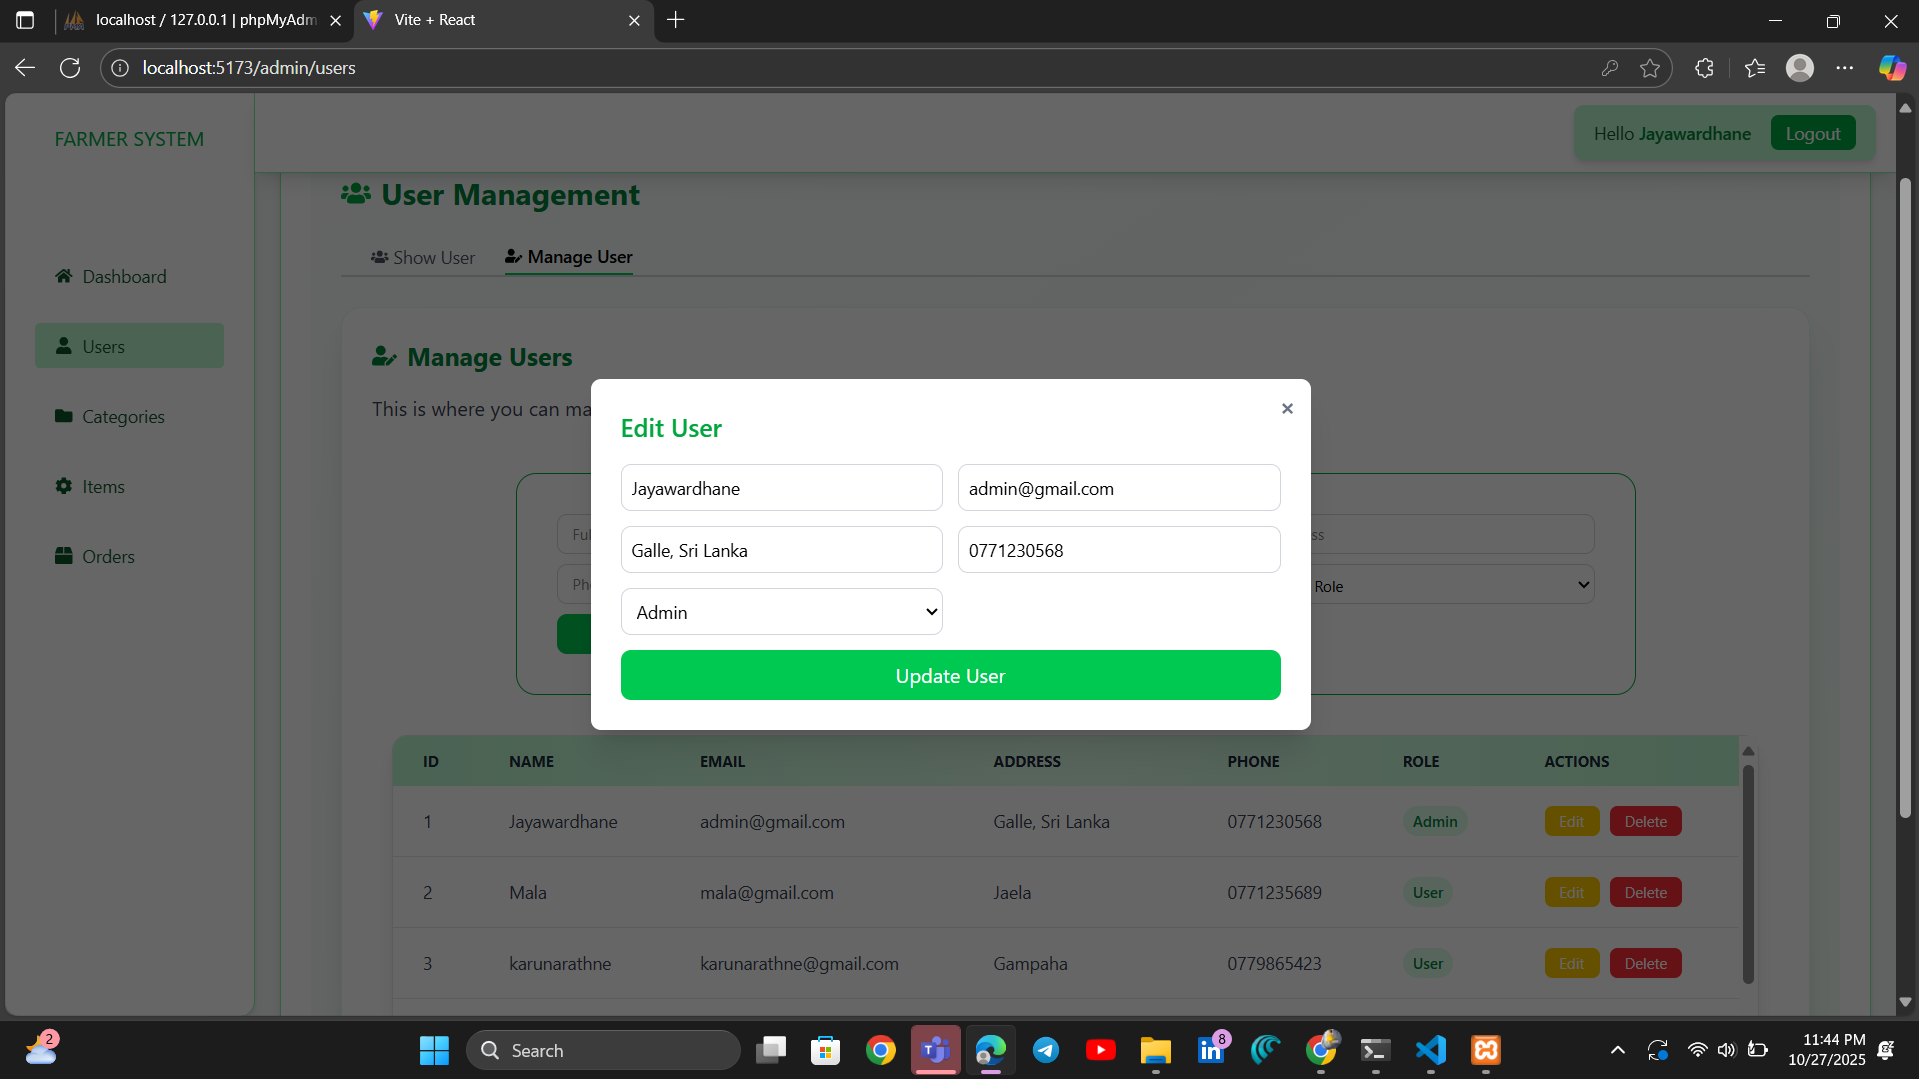 localhost / 127.0.0.1 | phpMyAdm
Vite + React
localhost:5173/admin/users
FARMER SYSTEM
Hello Jayawardhane
Logout
User Management
Show User
Manage User
Dashboard
Users
Categories
Items
Orders
Manage Users
This is where you can ma
Edit User
Jayawardhane
admin@gmail.com
Galle, Sri Lanka
0771230568
Admin
Update User
Ful
ss
Ph
Role
ID NAME EMAIL ADDRESS PHONE ROLE ACTIONS
1 Jayawardhane admin@gmail.com Galle, Sri Lanka 0771230568 Admin Edit Delete
2 Mala mala@gmail.com Jaela 0771235689 User Edit Delete
3 karunarathne karunarathne@gmail.com Gampaha 0779865423 User Edit Delete
2
Search
8
11:44 PM
10/27/2025